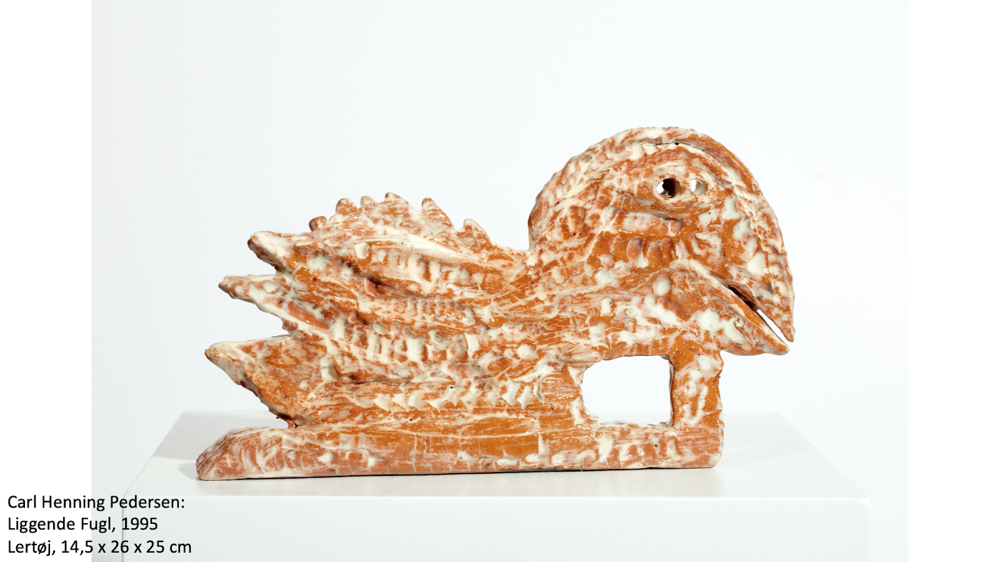 Carl Henning Pedersen:
Liggende Fugl, 1995
Lertøj, 14,5 x 26 x 25 cm